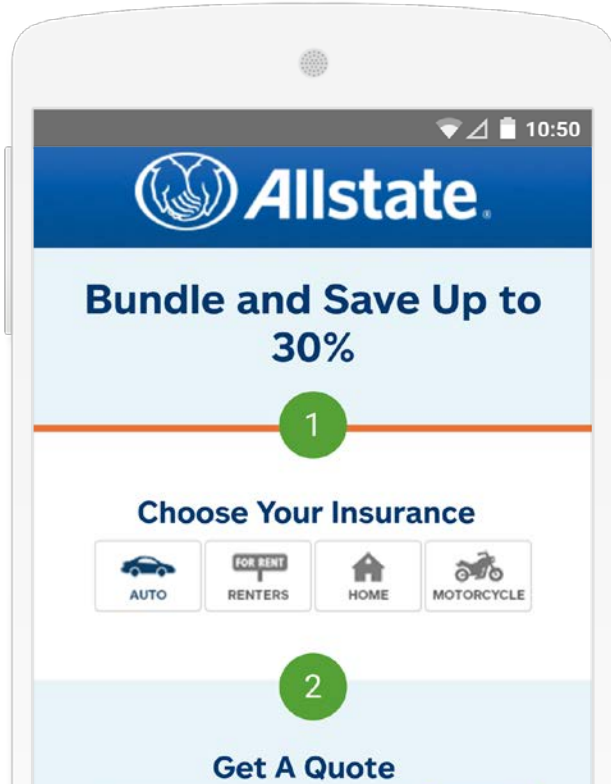 10:50
Allstate®
Bundle and Save Up to
30%
1
Choose Your Insurance
FOR RENT
AUTO RENTERS HOME MOTORCYCLE
2
Get A Quote